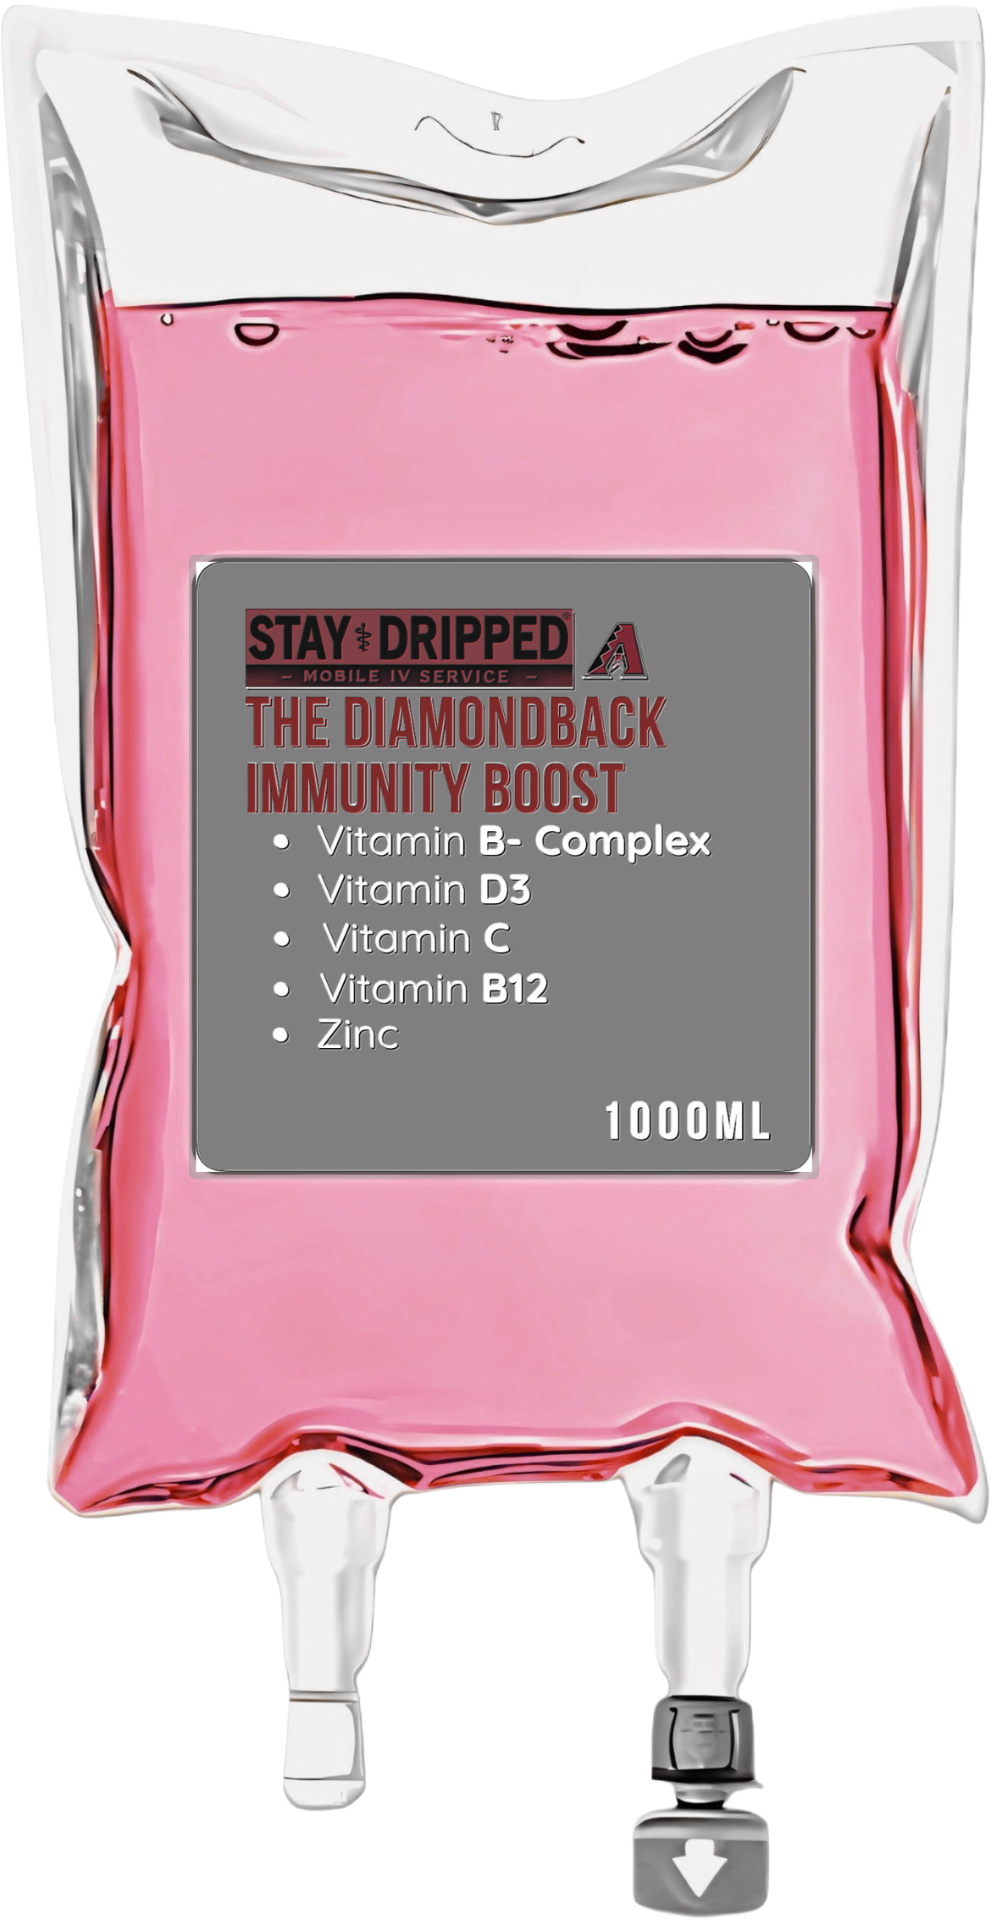 STAY DRIPPED®
- MOBILE IV SERVICE -
THE DIAMONDBACK
IMMUNITY BOOST
• Vitamin B- Complex
• Vitamin D3
• Vitamin C
• Vitamin B12
• Zinc
1000ML